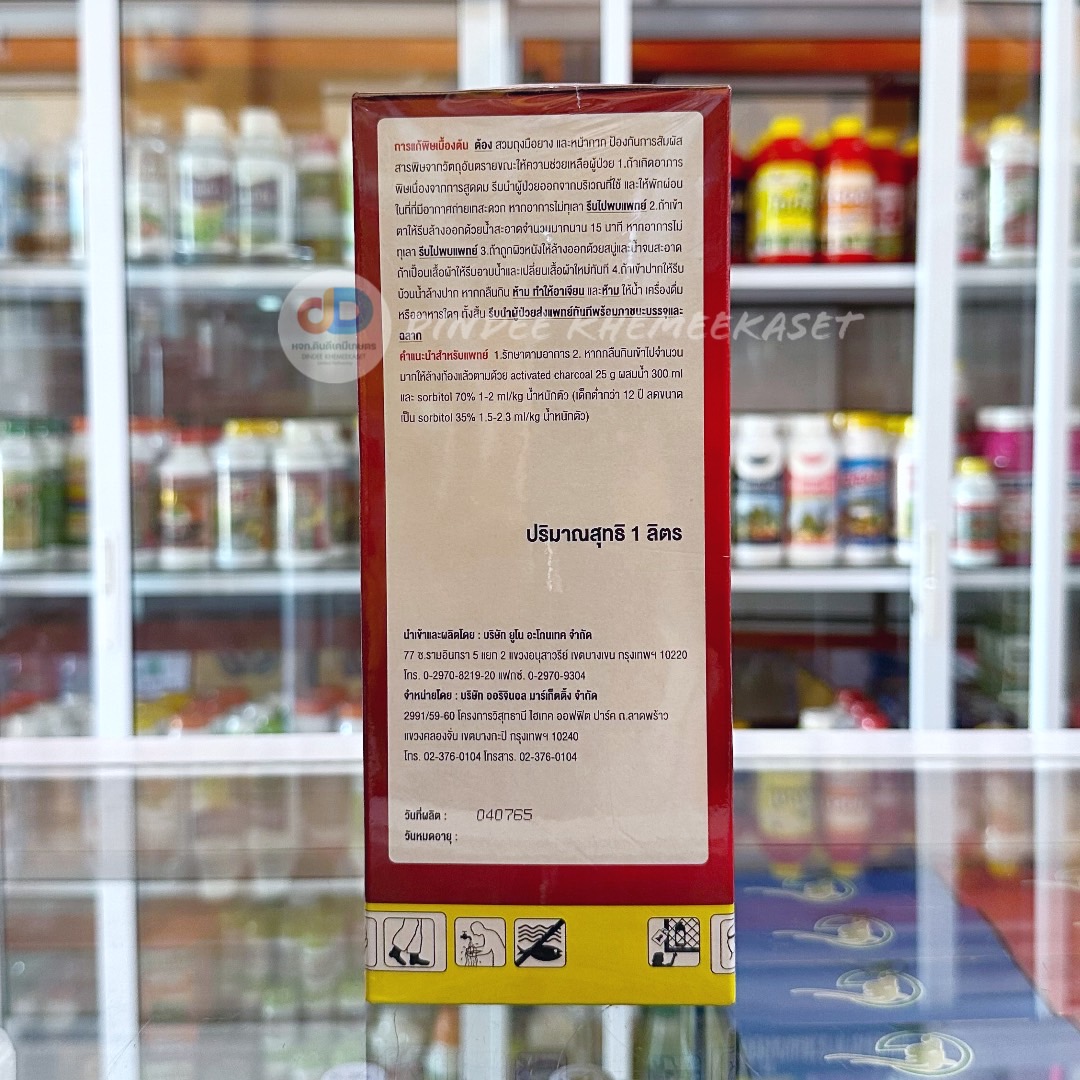 การแก้พิษเบื้องต้น ต้อง สวมถุงมือยาง และหน้ากาก ป้องกันการสัมผัส
สารพิษจากวัตถุอันตรายขณะให้ความช่วยเหลือผู้ป่วย 1.ถ้าเกิดอาการ
พิษเนื่องจากการสูดดม รีบนำผู้ป่วยออกจากบริเวณที่ใช้ และให้พักผ่อน
ในที่ที่มีอากาศถ่ายเทสะดวก หากอาการไม่ทุเลา รีบไปพบแพทย์ 2.ถ้าเข้า
ตาให้รีบล้างออกด้วยน้ำสะอาดจำนวนมากนาน 15 นาที หากอาการไม่
ทุเลา รีบไปพบแพทย์ 3.ถ้าถูกผิวหนังให้ล้างออกด้วยสบู่และน้ำจนสะอาด
ถ้าเปื้อนเสื้อผ้าให้รีบอาบน้ำและเปลี่ยนเสื้อผ้าใหม่ทันที 4.ถ้าเข้าปากให้รีบ
บ้วนน้ำล้างปาก หากกลืนกิน ห้าม ทำให้อาเจียน และห้าม ให้น้ำ เครื่องดื่ม
หรืออาหารใดๆ ทั้งสิ้น รีบนำผู้ป่วยส่งแพทย์ทันทีพร้อมภาชนะบรรจุและ
ฉลาก
คำแนะนำสำหรับแพทย์ 1.รักษาตามอาการ 2. หากกลืนกินเข้าไปจำนวน
มากให้ล้างท้องแล้วตามด้วย activated charcoal 25 g ผสมน้ำ 300 ml
และ sorbitol 70% 1-2 ml/kg น้ำหนักตัว (เด็กต่ำกว่า 12 ปี ลดขนาด
เป็น sorbitol 35% 1.5-2.3 ml/kg น้ำหนักตัว)
หจก.ดินดีเคมีเกษตร
DINDEE KHEMEEKASET
DINDEE KHEMEEKASET
ปริมาณสุทธิ 1 ลิตร
นำเข้าและผลิตโดย : บริษัท ยูโน อะโกนเทค จำกัด
77 ซ.รามอินทรา 5 แยก 2 แขวงอนุสาวรีย์ เขตบางเขน กรุงเทพฯ 10220
โทร. 0-2970-8219-20 แฟกซ์. 0-2970-9304
จำหน่ายโดย : บริษัท ออริจินอล มาร์เก็ตติ้ง จำกัด
2991/59-60 โครงการวิสุทธานี ไฮเทค ออฟฟิต ปาร์ค ถ.ลาดพร้าว
แขวงคลองจั่น เขตบางกะปิ กรุงเทพฯ 10240
โทร. 02-376-0104 โทรสาร. 02-376-0104
วันที่ผลิต : 040765
วันหมดอายุ :